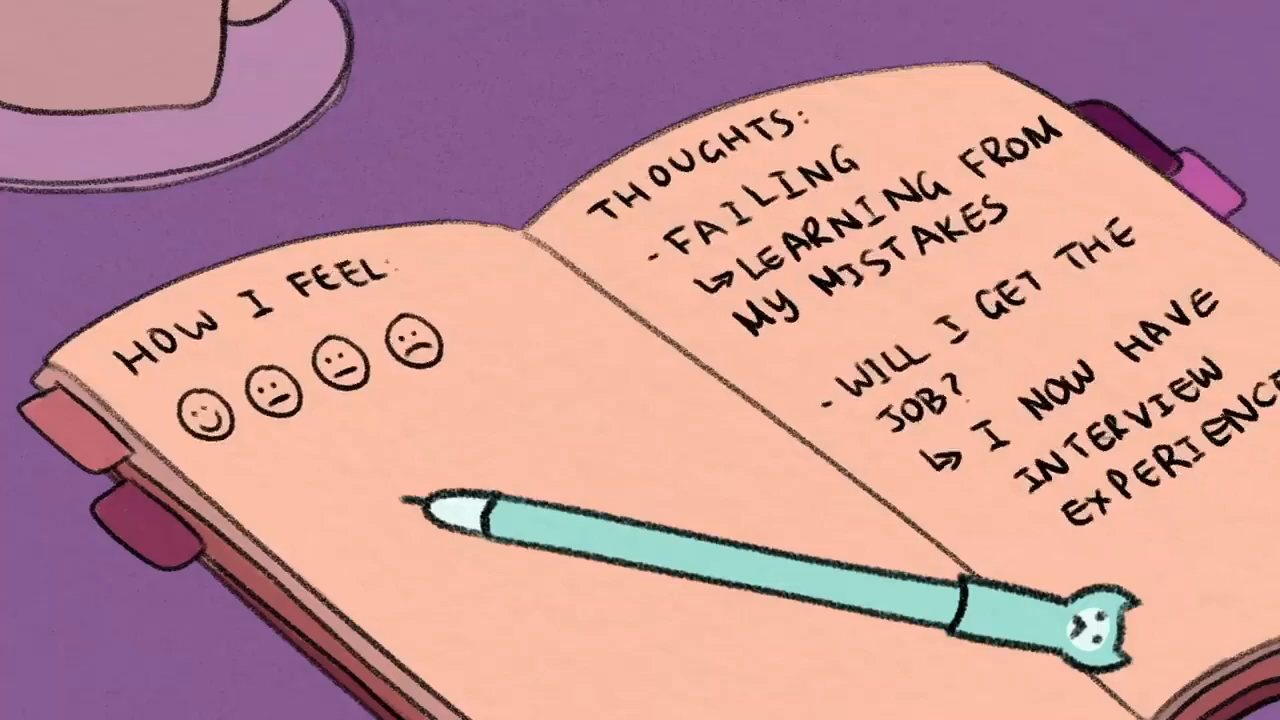 HOW I FEEL:
THOUGHTS:
- FAILING
↳ LEARNING FROM
MY MISTAKES
- WILL I GET THE
JOB?
↳ I NOW HAVE
INTERVIEW
EXPERIENCE